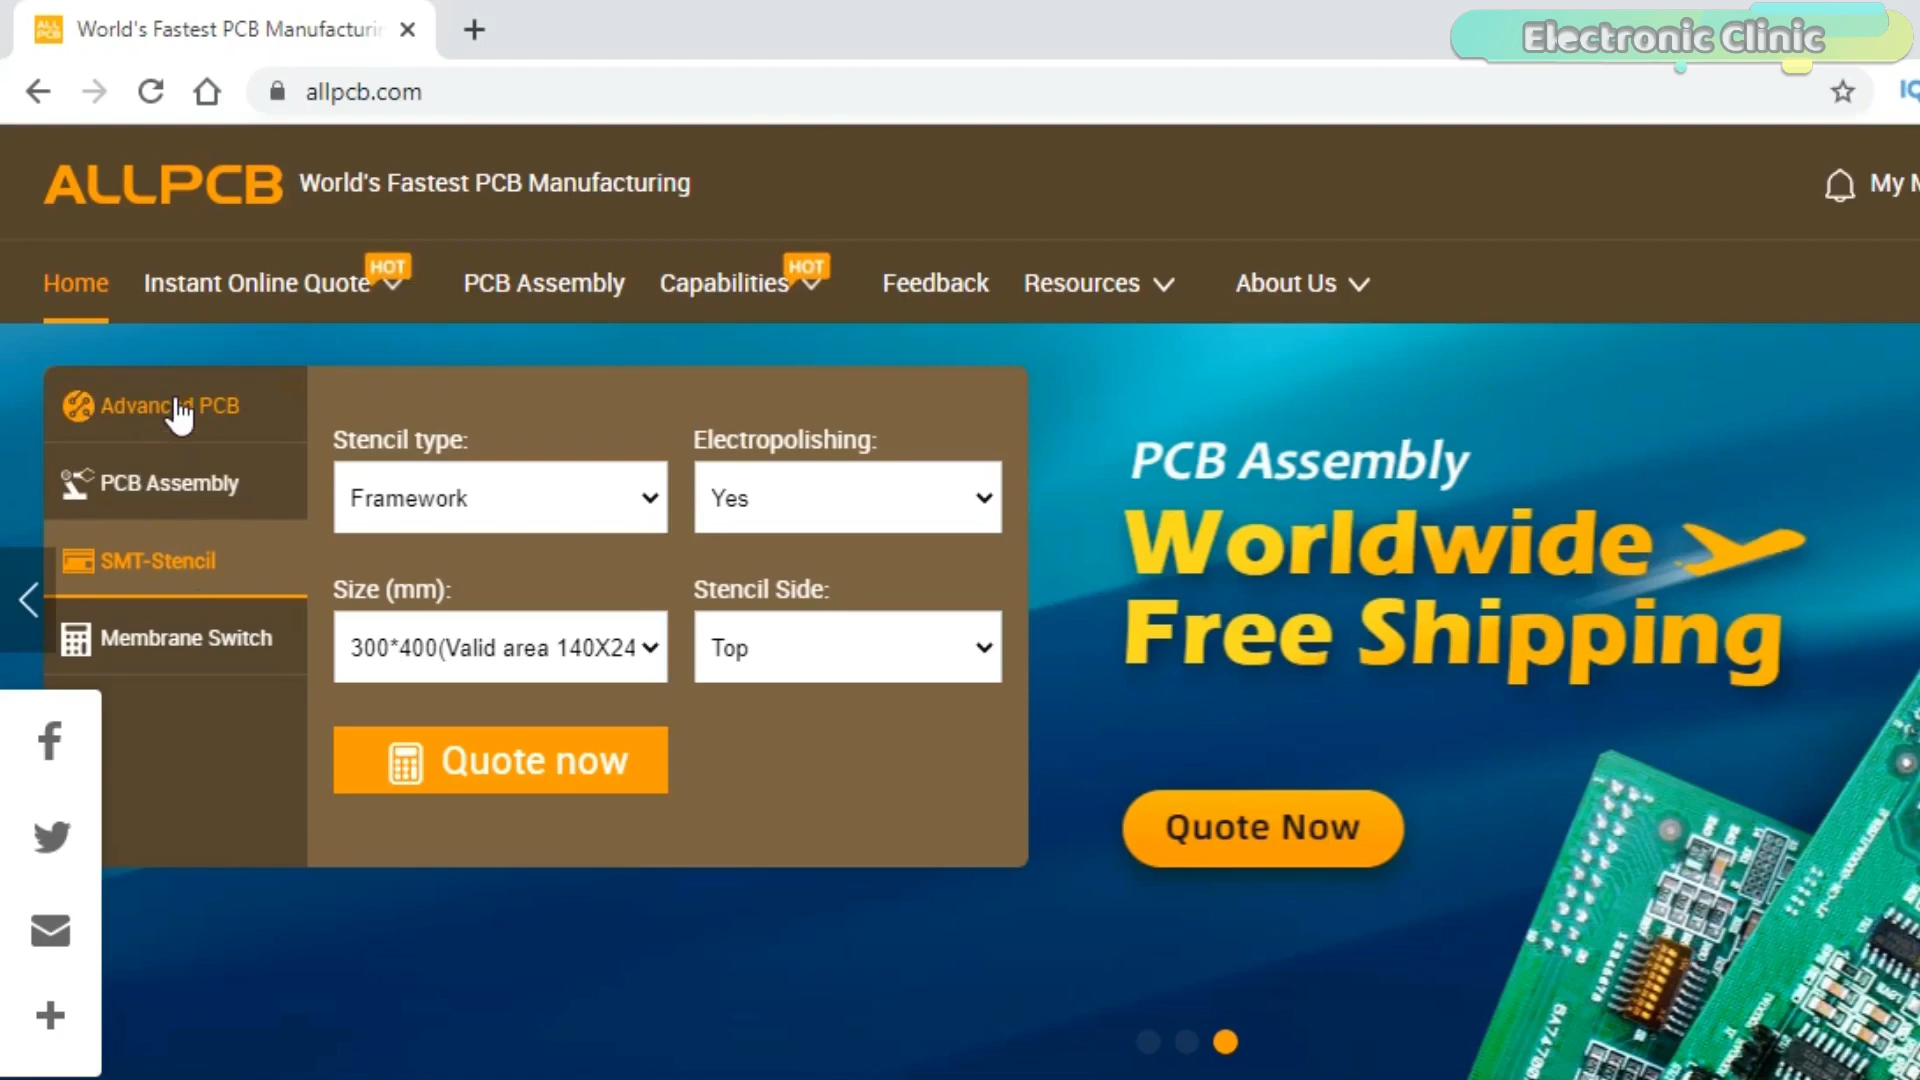 World's Fastest PCB Manufacturin
Electronic Clinic
allpcb.com
ALLPCB World's Fastest PCB Manufacturing
My M
Home Instant Online Quote HOT PCB Assembly Capabilities HOT Feedback Resources About Us
Advanced PCB
PCB Assembly
SMT-Stencil
Membrane Switch
Stencil type: Electropolishing:
Framework Yes
Size (mm): Stencil Side:
300*400(Valid area 140X24 Top
Quote now
PCB Assembly
Worldwide
Free Shipping
Quote Now